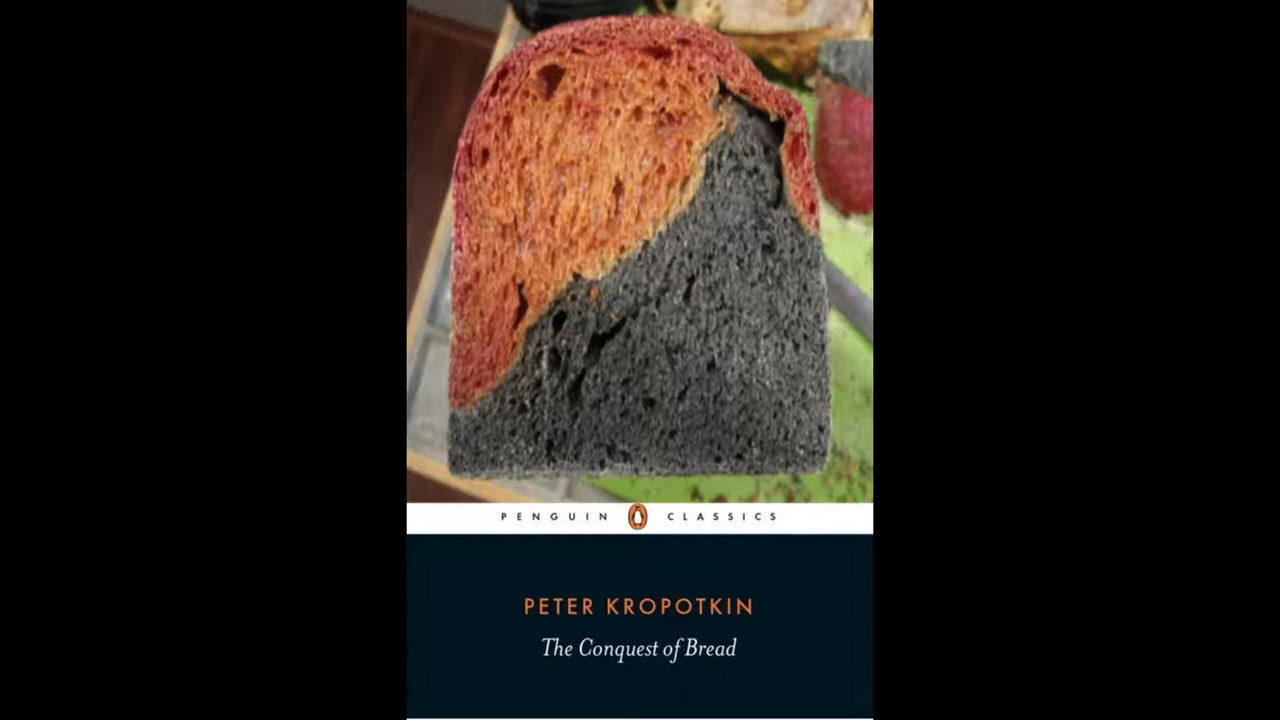 PENGUIN CLASSICS
PETER KROPOTKIN
The Conquest of Bread